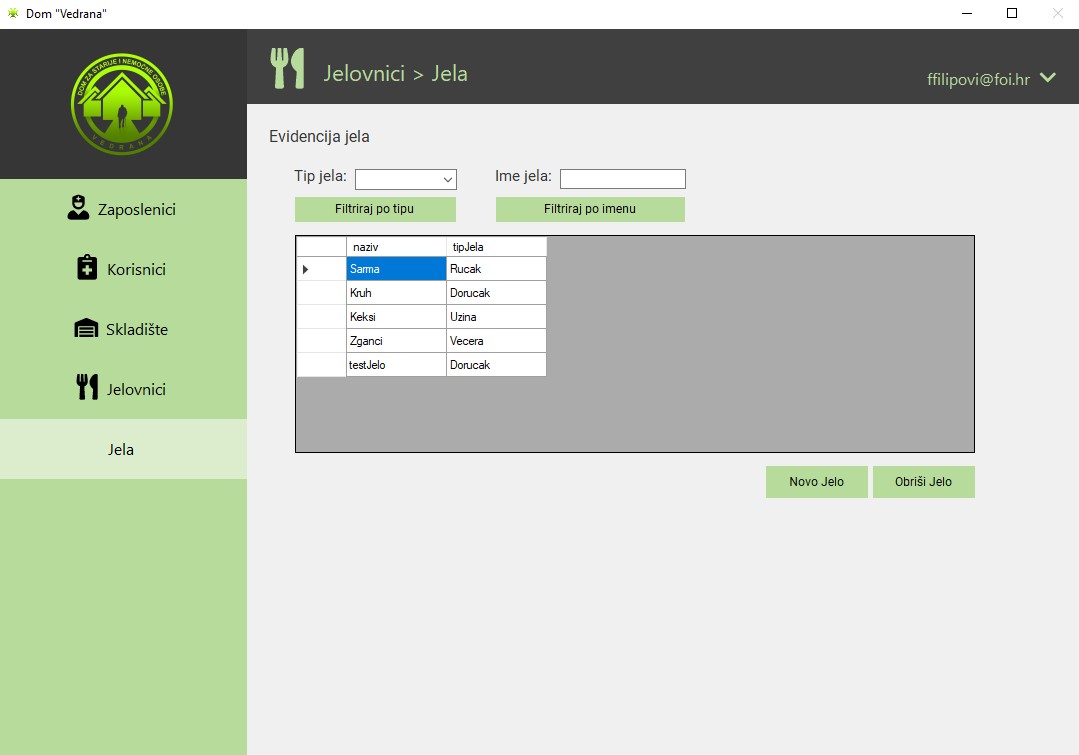 Dom "Vedrana"
DOM ZA STARIJE I NEMOĆNE OSOBE
VEDRANA
Jelovnici > Jela
ffilipovi@foi.hr
Zaposlenici
Korisnici
Skladište
Jelovnici
Jela
Evidencija jela
Tip jela: Ime jela:
Filtriraj po tipu Filtriraj po imenu
naziv tipJela
Sarma Rucak
Kruh Dorucak
Keksi Uzina
Zganci Vecera
testJelo Dorucak
Novo Jelo Obriši Jelo